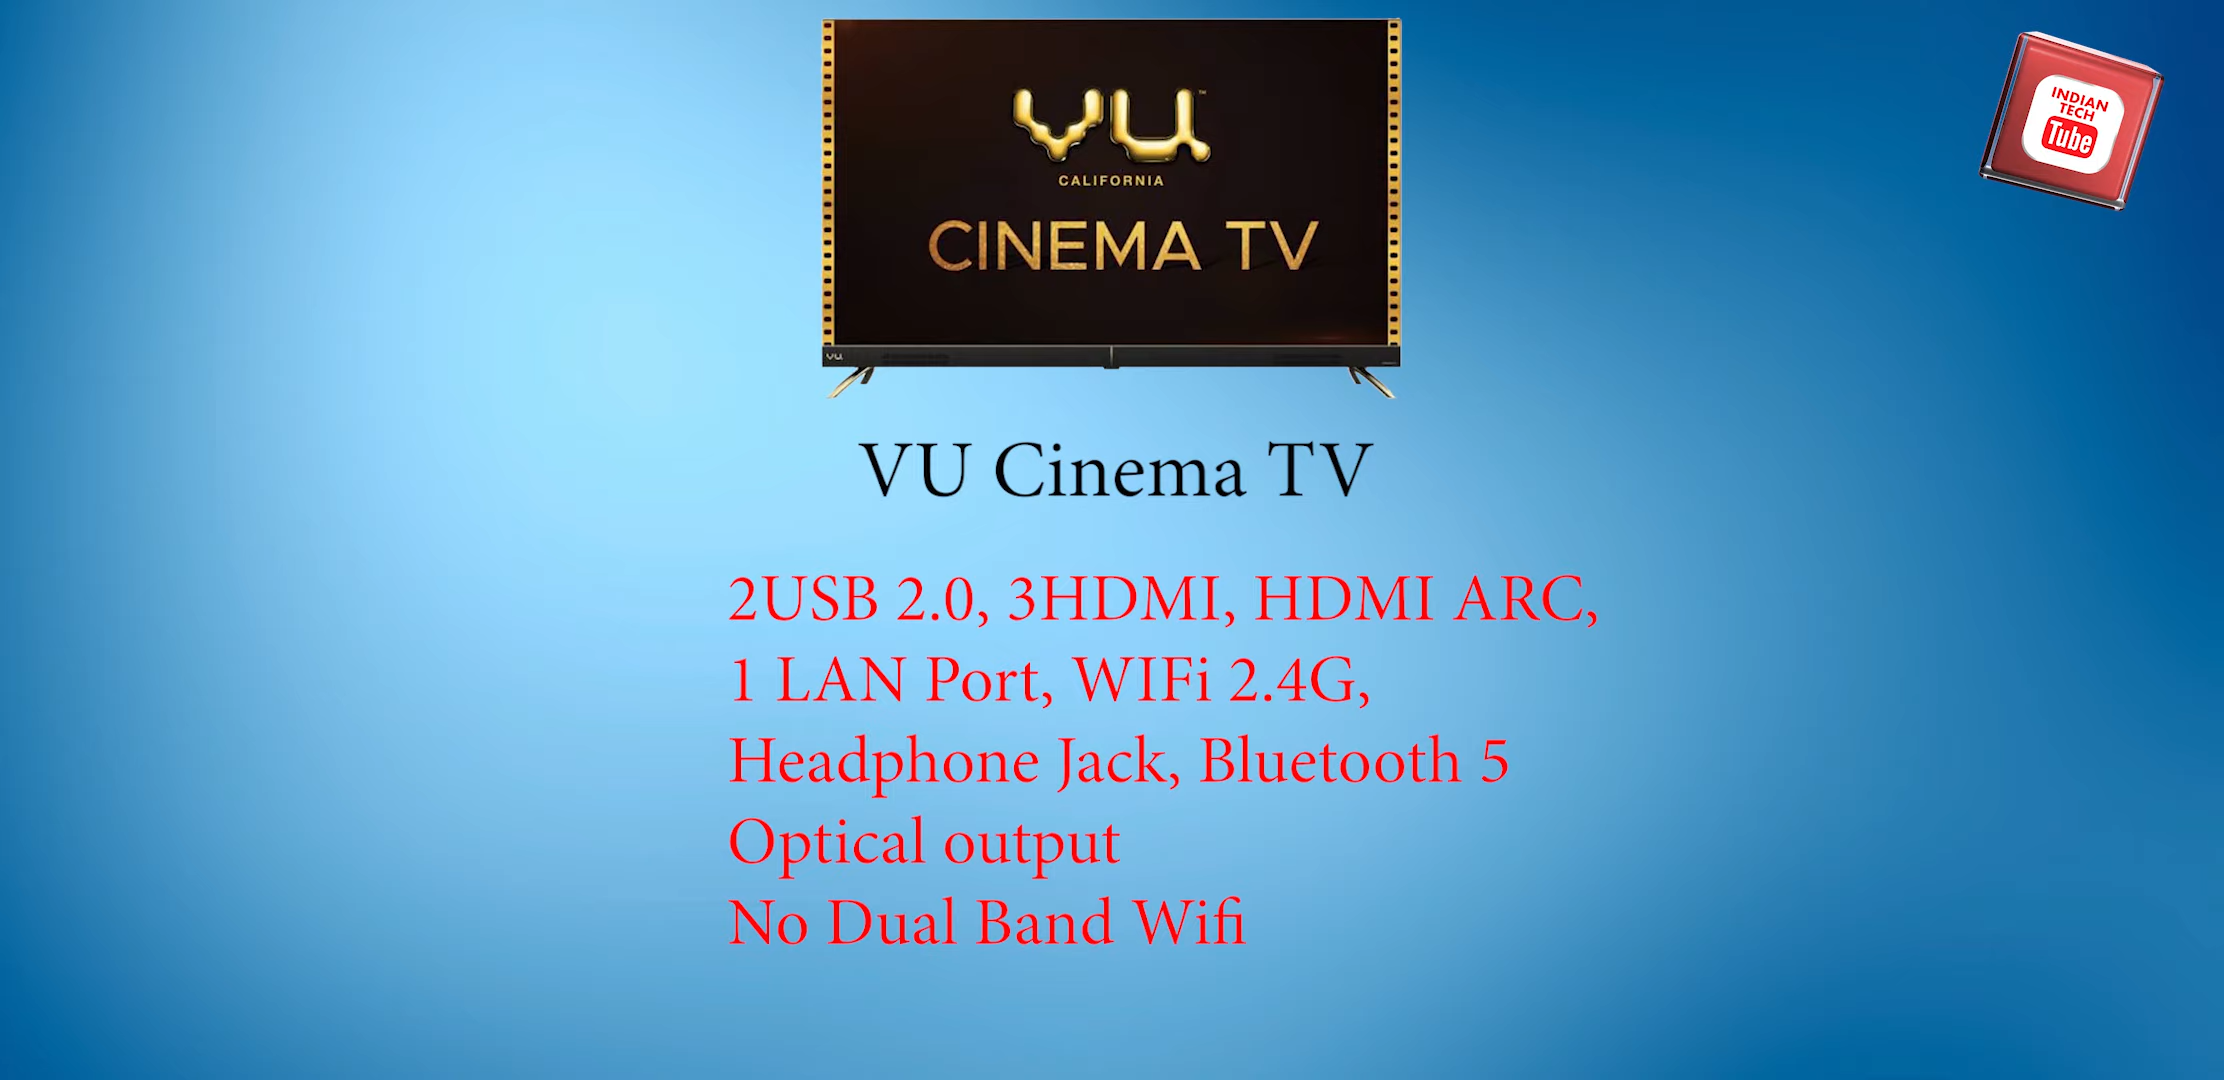 VU
CALIFORNIA
CINEMA TV
VU
INDIAN
TECH
Tube
VU Cinema TV
2USB 2.0, 3HDMI, HDMI ARC,
1 LAN Port, WIFi 2.4G,
Headphone Jack, Bluetooth 5
Optical output
No Dual Band Wifi